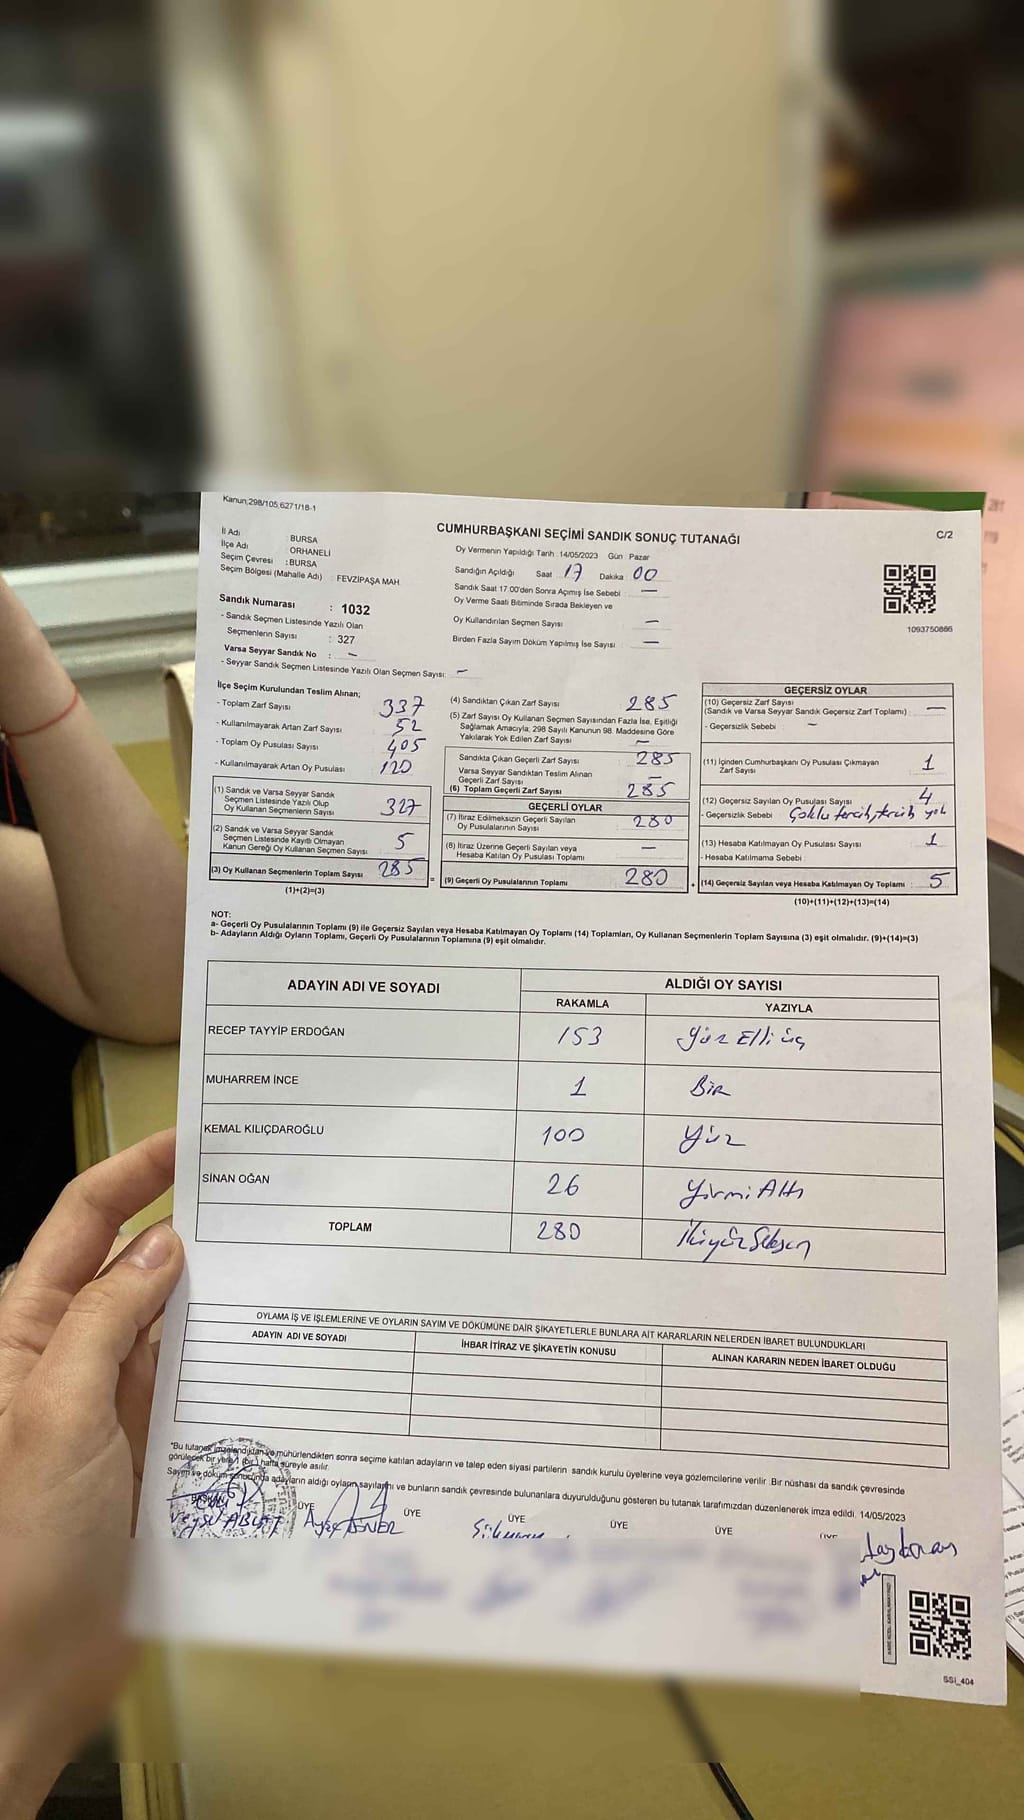 Kanun;298/105;6271/18-1
CUMHURBAŞKANI SEÇİMİ SANDIK SONUÇ TUTANAĞI
C/2
İl Adı : BURSA
İlçe Adı : ORHANELİ
Seçim Çevresi : BURSA
Seçim Bölgesi (Mahalle Adı) : FEVZİPAŞA MAH.
Oy Vermenin Yapıldığı Tarih : 14/05/2023 Gün : Pazar
Sandığın Açıldığı Saat : 17 Dakika : 00
Sandık Saat 17.00'den Sonra Açımış İse Sebebi : —
Oy Verme Saati Bitiminde Sırada Bekleyen ve
Oy Kullandırılan Seçmen Sayısı : —
Birden Fazla Sayım Döküm Yapılmış İse Sayısı : —
1093750866
Sandık Numarası : 1032
- Sandık Seçmen Listesinde Yazılı Olan
Seçmenlerin Sayısı : 327
Varsa Seyyar Sandık No : —
- Seyyar Sandık Seçmen Listesinde Yazılı Olan Seçmen Sayısı: —
İlçe Seçim Kurulundan Teslim Alınan;
- Toplam Zarf Sayısı 337
- Kullanılmayarak Artan Zarf Sayısı 52
- Toplam Oy Pusulası Sayısı 405
- Kullanılmayarak Artan Oy Pusulası 120
(1) Sandık ve Varsa Seyyar Sandık
Seçmen Listesinde Yazılı Olup
Oy Kullanan Seçmenlerin Sayısı 327
(2) Sandık ve Varsa Seyyar Sandık
Seçmen Listesinde Kayıtlı Olmayan
Kanun Gereği Oy Kullanan Seçmen Sayısı 5
(3) Oy Kullanan Seçmenlerin Toplam Sayısı 285
(1)+(2)=(3)
(4) Sandıktan Çıkan Zarf Sayısı 285
(5) Zarf Sayısı Oy Kullanan Seçmen Sayısından Fazla İse, Eşitliği
Sağlamak Amacıyla; 298 Sayılı Kanunun 98. Maddesine Göre
Yakılarak Yok Edilen Zarf Sayısı —
Sandıkta Çıkan Geçerli Zarf Sayısı 285
Varsa Seyyar Sandıktan Teslim Alınan
Geçerli Zarf Sayısı —
(6) Toplam Geçerli Zarf Sayısı 285
GEÇERLİ OYLAR
(7) İtiraz Edilmeksizin Geçerli Sayılan
Oy Pusulalarının Sayısı 280
(8) İtiraz Üzerine Geçerli Sayılan veya
Hesaba Katılan Oy Pusulası Toplamı —
= (9) Geçerli Oy Pusulalarının Toplamı 280
GEÇERSİZ OYLAR
(10) Geçersiz Zarf Sayısı
(Sandık ve Varsa Seyyar Sandık Geçersiz Zarf Toplamı) —
- Geçersizlik Sebebi : —
(11) İçinden Cumhurbaşkanı Oy Pusulası Çıkmayan
Zarf Sayısı 1
(12) Geçersiz Sayılan Oy Pusulası Sayısı 4
- Geçersizlik Sebebi Çoklu tercih, tercih yok
(13) Hesaba Katılmayan Oy Pusulası Sayısı 1
- Hesaba Katılmama Sebebi
+ (14) Geçersiz Sayılan veya Hesaba Katılmayan Oy Toplamı : 5
(10)+(11)+(12)+(13)=(14)
NOT:
a- Geçerli Oy Pusulalarının Toplamı (9) ile Geçersiz Sayılan veya Hesaba Katılmayan Oy Toplamı (14) Toplamları, Oy Kullanan Seçmenlerin Toplam Sayısına (3) eşit olmalıdır. (9)+(14)=(3)
b- Adayların Aldığı Oyların Toplamı, Geçerli Oy Pusulalarının Toplamına (9) eşit olmalıdır.
ADAYIN ADI VE SOYADI ALDIĞI OY SAYISI
RAKAMLA YAZIYLA
RECEP TAYYİP ERDOĞAN 153 Yüz Elli üç
MUHARREM İNCE 1 Bir
KEMAL KILIÇDAROĞLU 100 Yüz
SİNAN OĞAN 26 Yirmi Altı
TOPLAM 280 İkiyüz Seksen
OYLAMA İŞ VE İŞLEMLERİNE VE OYLARIN SAYIM VE DÖKÜMÜNE DAİR ŞİKAYETLERLE BUNLARA AİT KARARLARIN NELERDEN İBARET BULUNDUKLARI
ADAYIN ADI VE SOYADI İHBAR İTİRAZ VE ŞİKAYETİN KONUSU ALINAN KARARIN NEDEN İBARET OLDUĞU
"Bu tutanak imzalandıktan ve mühürlendikten sonra seçime katılan adayların ve talep eden siyasi partilerin sandık kurulu üyelerine veya gözlemcilerine verilir. Bir nüshası da sandık çevresinde
görülecek bir yere 1 (bir) hafta süreyle asılır.
Sayım ve döküm sonucunda adayların aldığı oyların sayılarını ve bunların sandık çevresinde bulunanlara duyurulduğunu gösteren bu tutanak tarafımızdan düzenlenerek imza edildi. 14/05/2023
BAŞKAN ÜYE ÜYE ÜYE ÜYE ÜYE ÜYE
SSİ_404